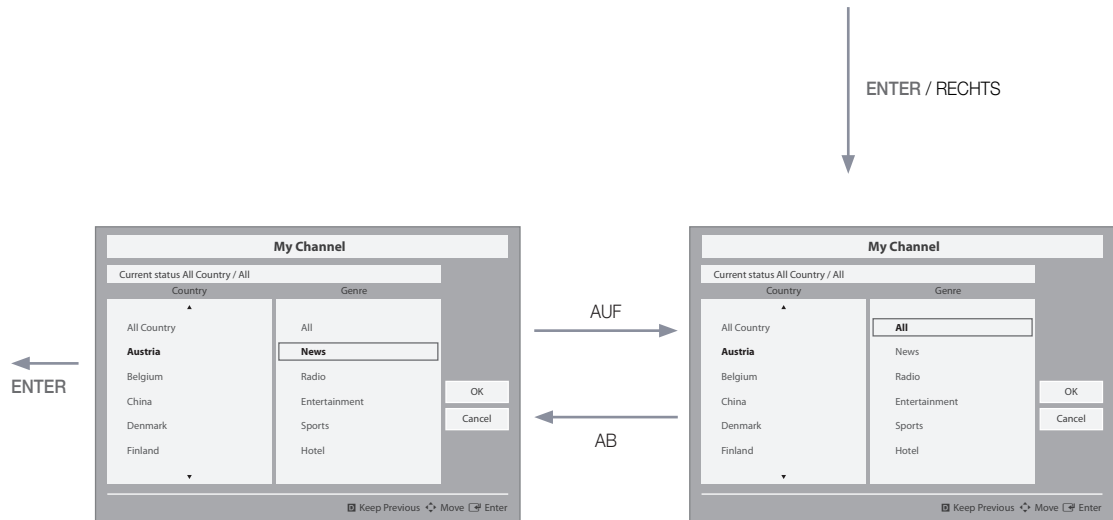 ENTER / RECHTS
My Channel
Current status All Country / All
Country
Genre
All Country
Austria
Belgium
China
Denmark
Finland
All
News
Radio
Entertainment
Sports
Hotel
OK
Cancel
D Keep Previous Move Enter
ENTER
AUF
AB
My Channel
Current status All Country / All
Country
Genre
All Country
Austria
Belgium
China
Denmark
Finland
All
News
Radio
Entertainment
Sports
Hotel
OK
Cancel
D Keep Previous Move Enter